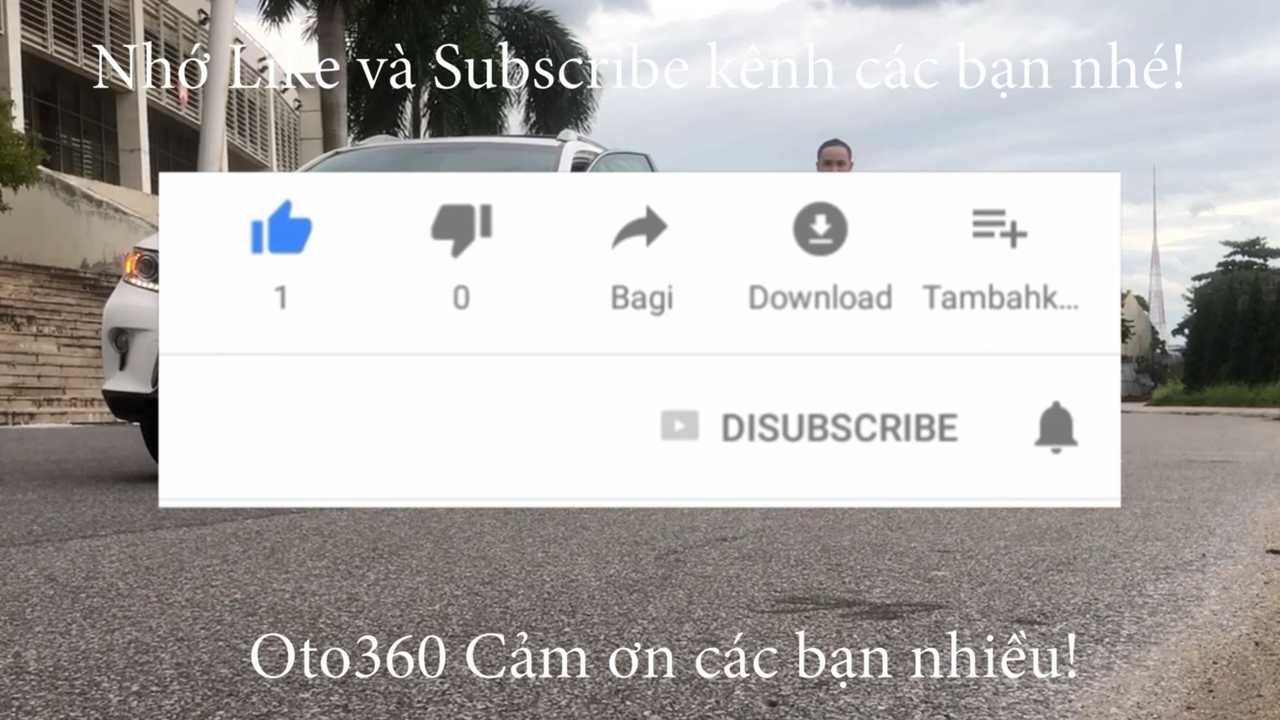 Nhớ Like và Subscribe kênh các bạn nhé!
1 0 Bagi Download Tambahk...
DISUBSCRIBE
Oto360 Cảm ơn các bạn nhiều!